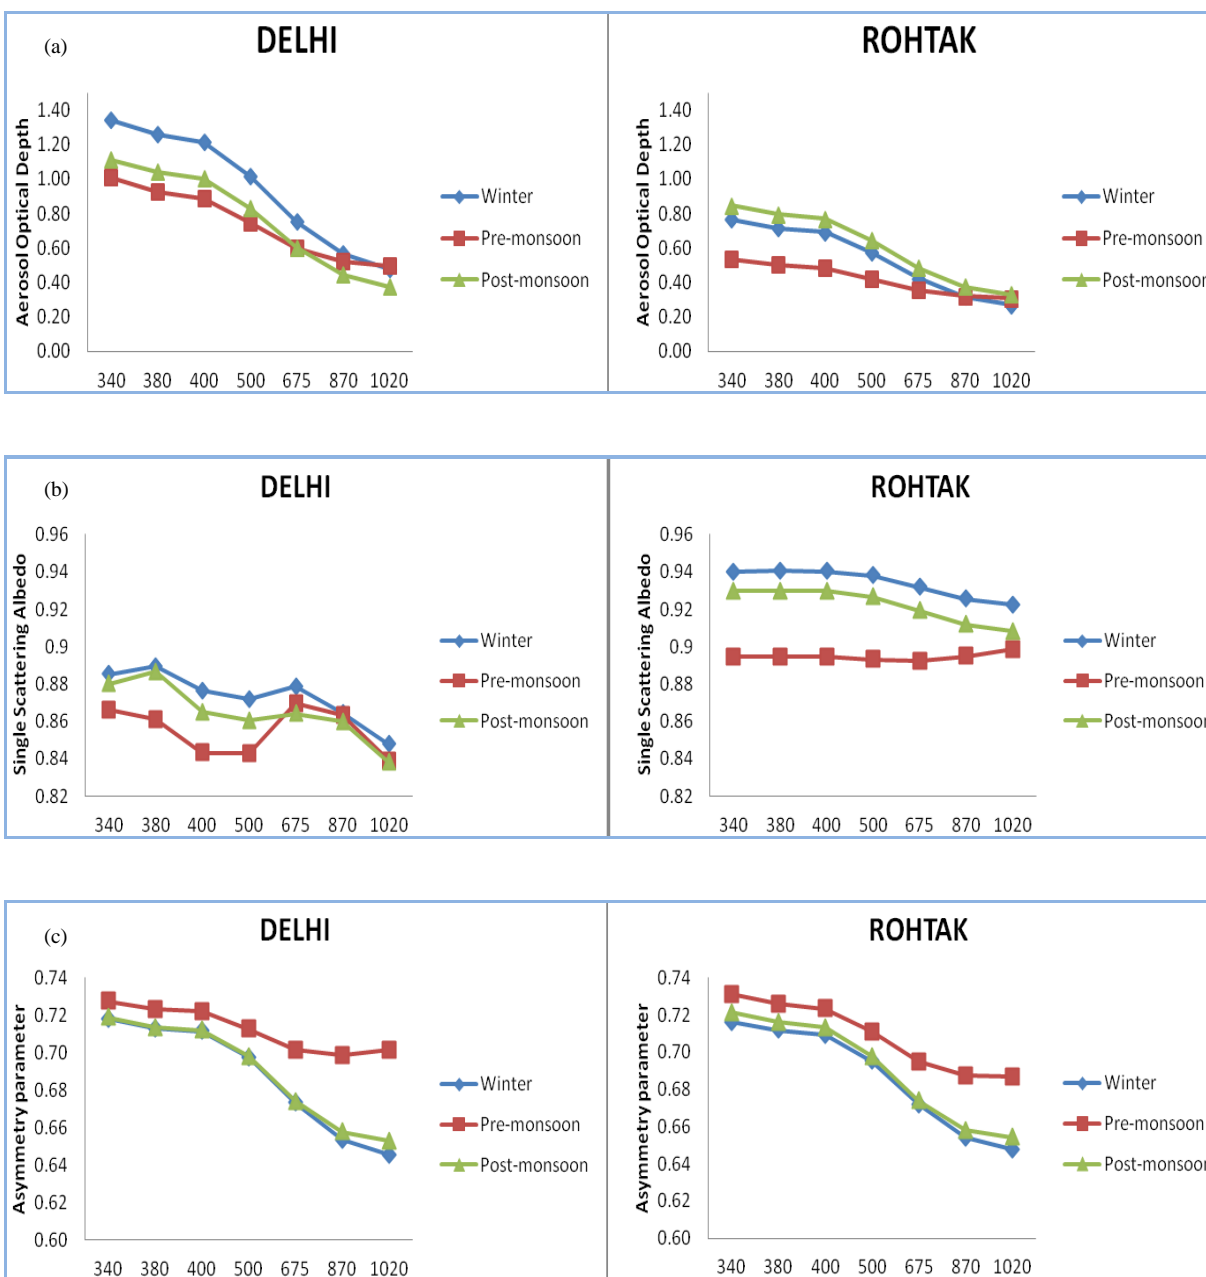 (a)
DELHI
ROHTAK
Aerosol Optical Depth
1.40
1.20
1.00
0.80
0.60
0.40
0.20
0.00
340 380 400 500 675 870 1020
Winter
Pre-monsoon
Post-monsoon
Aerosol Optical Depth
1.40
1.20
1.00
0.80
0.60
0.40
0.20
0.00
340 380 400 500 675 870 1020
Winter
Pre-monsoon
Post-monsoon
(b)
DELHI
ROHTAK
Single Scattering Albedo
0.96
0.94
0.92
0.9
0.88
0.86
0.84
0.82
340 380 400 500 675 870 1020
Winter
Pre-monsoon
Post-monsoon
Single Scattering Albedo
0.96
0.94
0.92
0.9
0.88
0.86
0.84
0.82
340 380 400 500 675 870 1020
Winter
Pre-monsoon
Post-monsoon
(c)
DELHI
ROHTAK
Asymmetry parameter
0.74
0.72
0.70
0.68
0.66
0.64
0.62
0.60
340 380 400 500 675 870 1020
Winter
Pre-monsoon
Post-monsoon
Asymmetry parameter
0.74
0.72
0.70
0.68
0.66
0.64
0.62
0.60
340 380 400 500 675 870 1020
Winter
Pre-monsoon
Post-monsoon